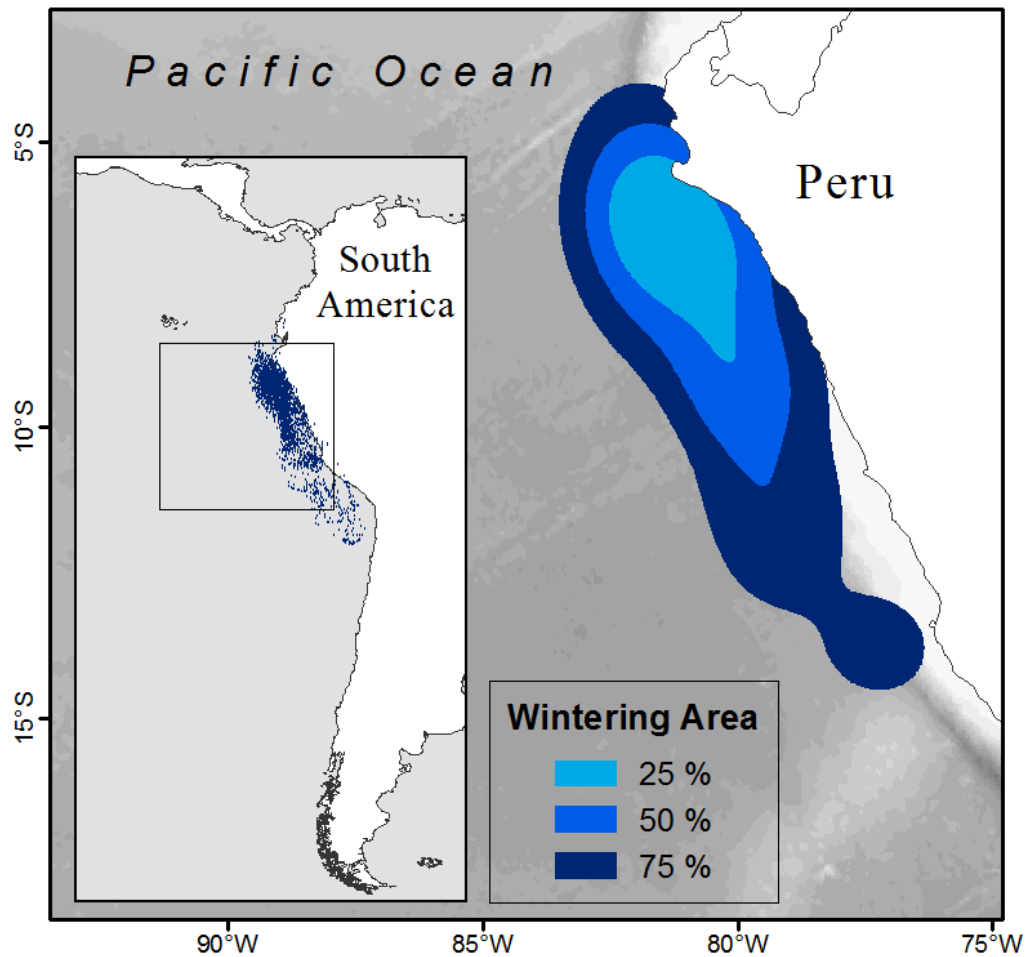 Pacific Ocean
5°S
Peru
South
America
10°S
15°S
Wintering Area
25 %
50 %
75 %
90°W
85°W
80°W
75°W